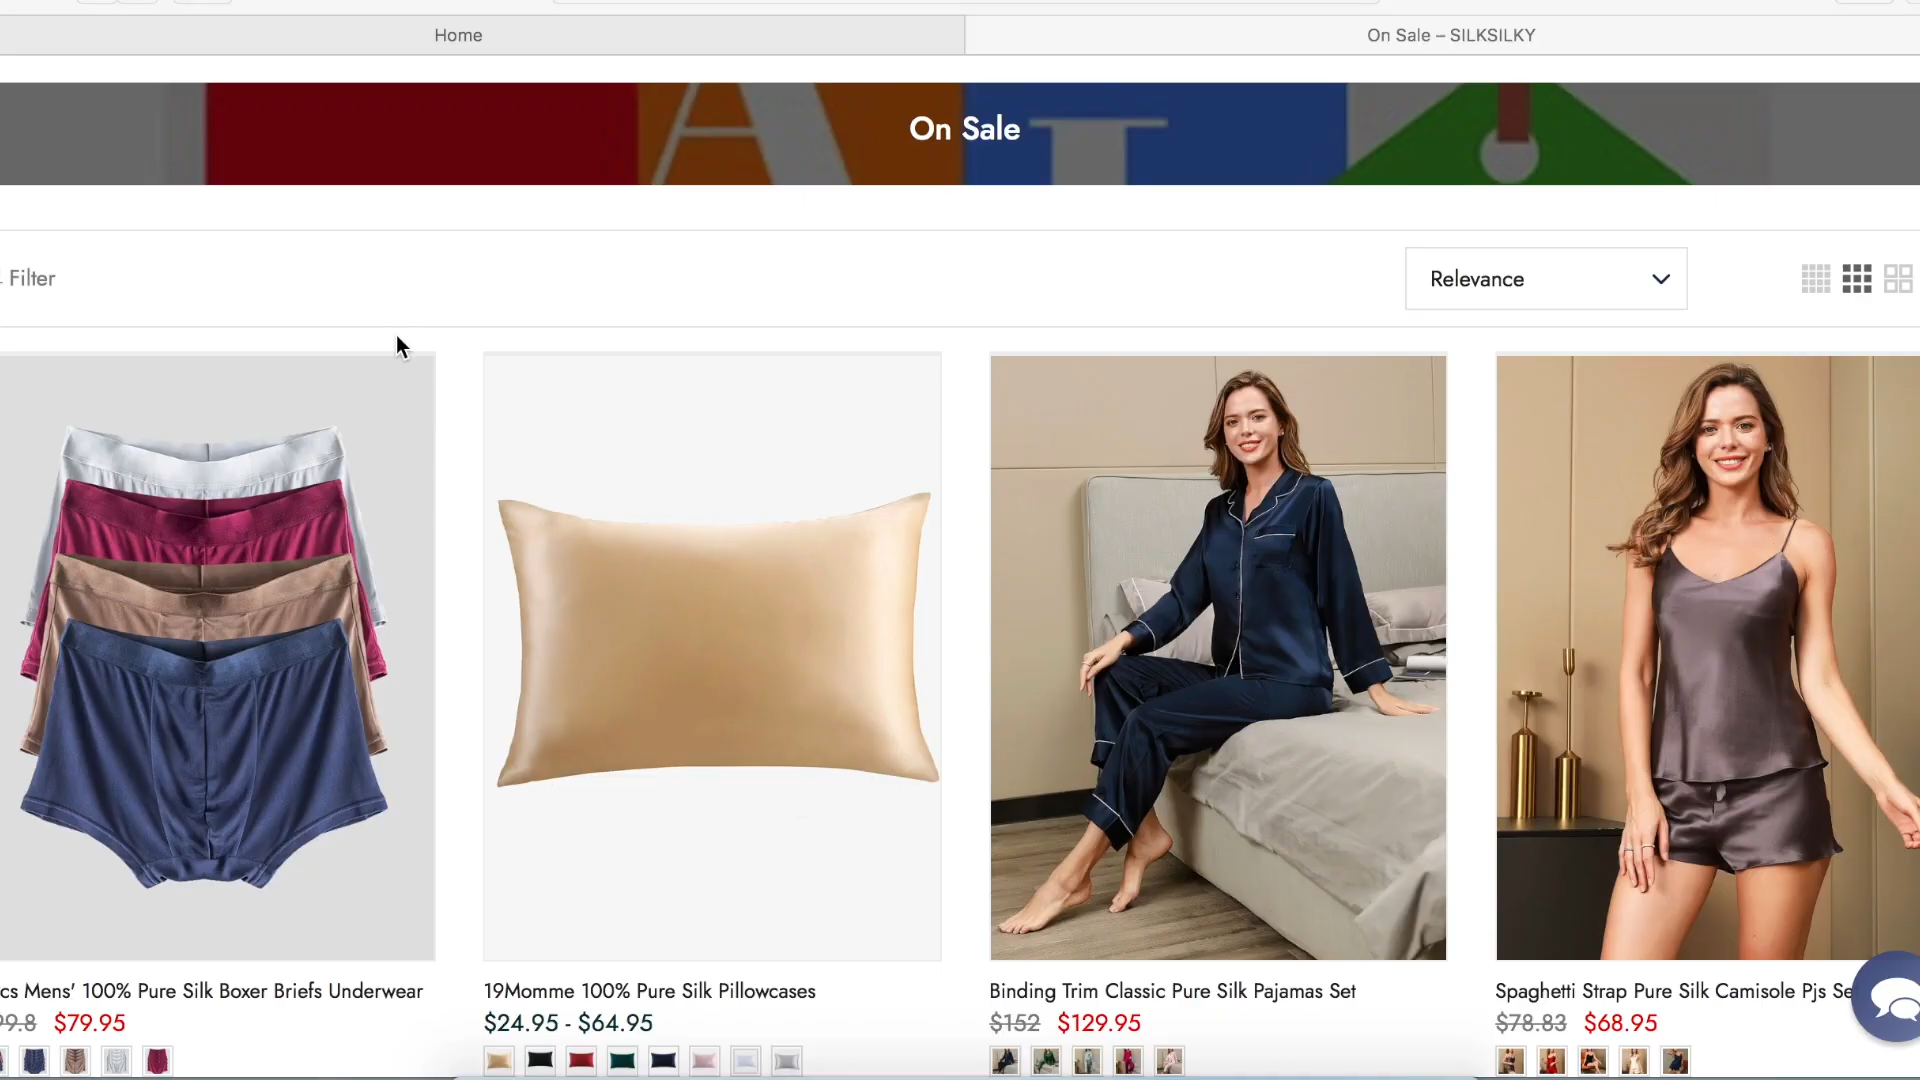 Home
On Sale – SILKSILKY
On Sale
Filter
Relevance
cs Mens' 100% Pure Silk Boxer Briefs Underwear
$79.95
19Momme 100% Pure Silk Pillowcases
$24.95 - $64.95
Binding Trim Classic Pure Silk Pajamas Set
$152 $129.95
Spaghetti Strap Pure Silk Camisole Pjs Se
$78.83 $68.95